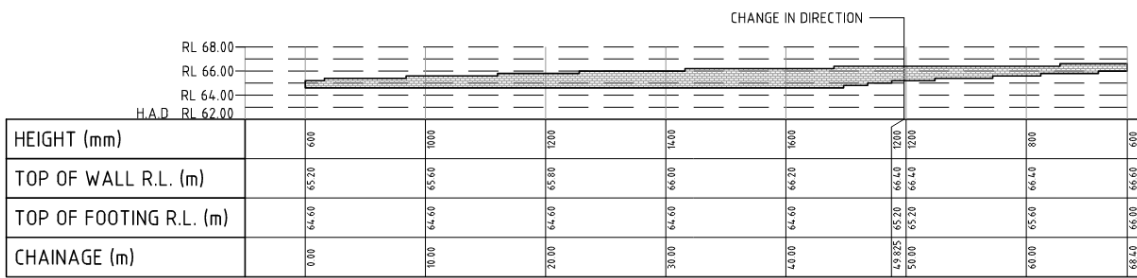 CHANGE IN DIRECTION
RL 68.00
RL 66.00
RL 64.00
H.A.D RL 62.00
HEIGHT (mm) 600 1000 1200 1400 1600 1200 1200 800 600
TOP OF WALL R.L. (m) 65.20 65.60 65.80 66.00 66.20 66.40 66.40 66.40 66.60
TOP OF FOOTING R.L. (m) 64.60 64.60 64.60 64.60 64.60 65.20 65.20 65.60 66.00
CHAINAGE (m) 0.00 10.00 20.00 30.00 40.00 49.825 50.00 60.00 68.40